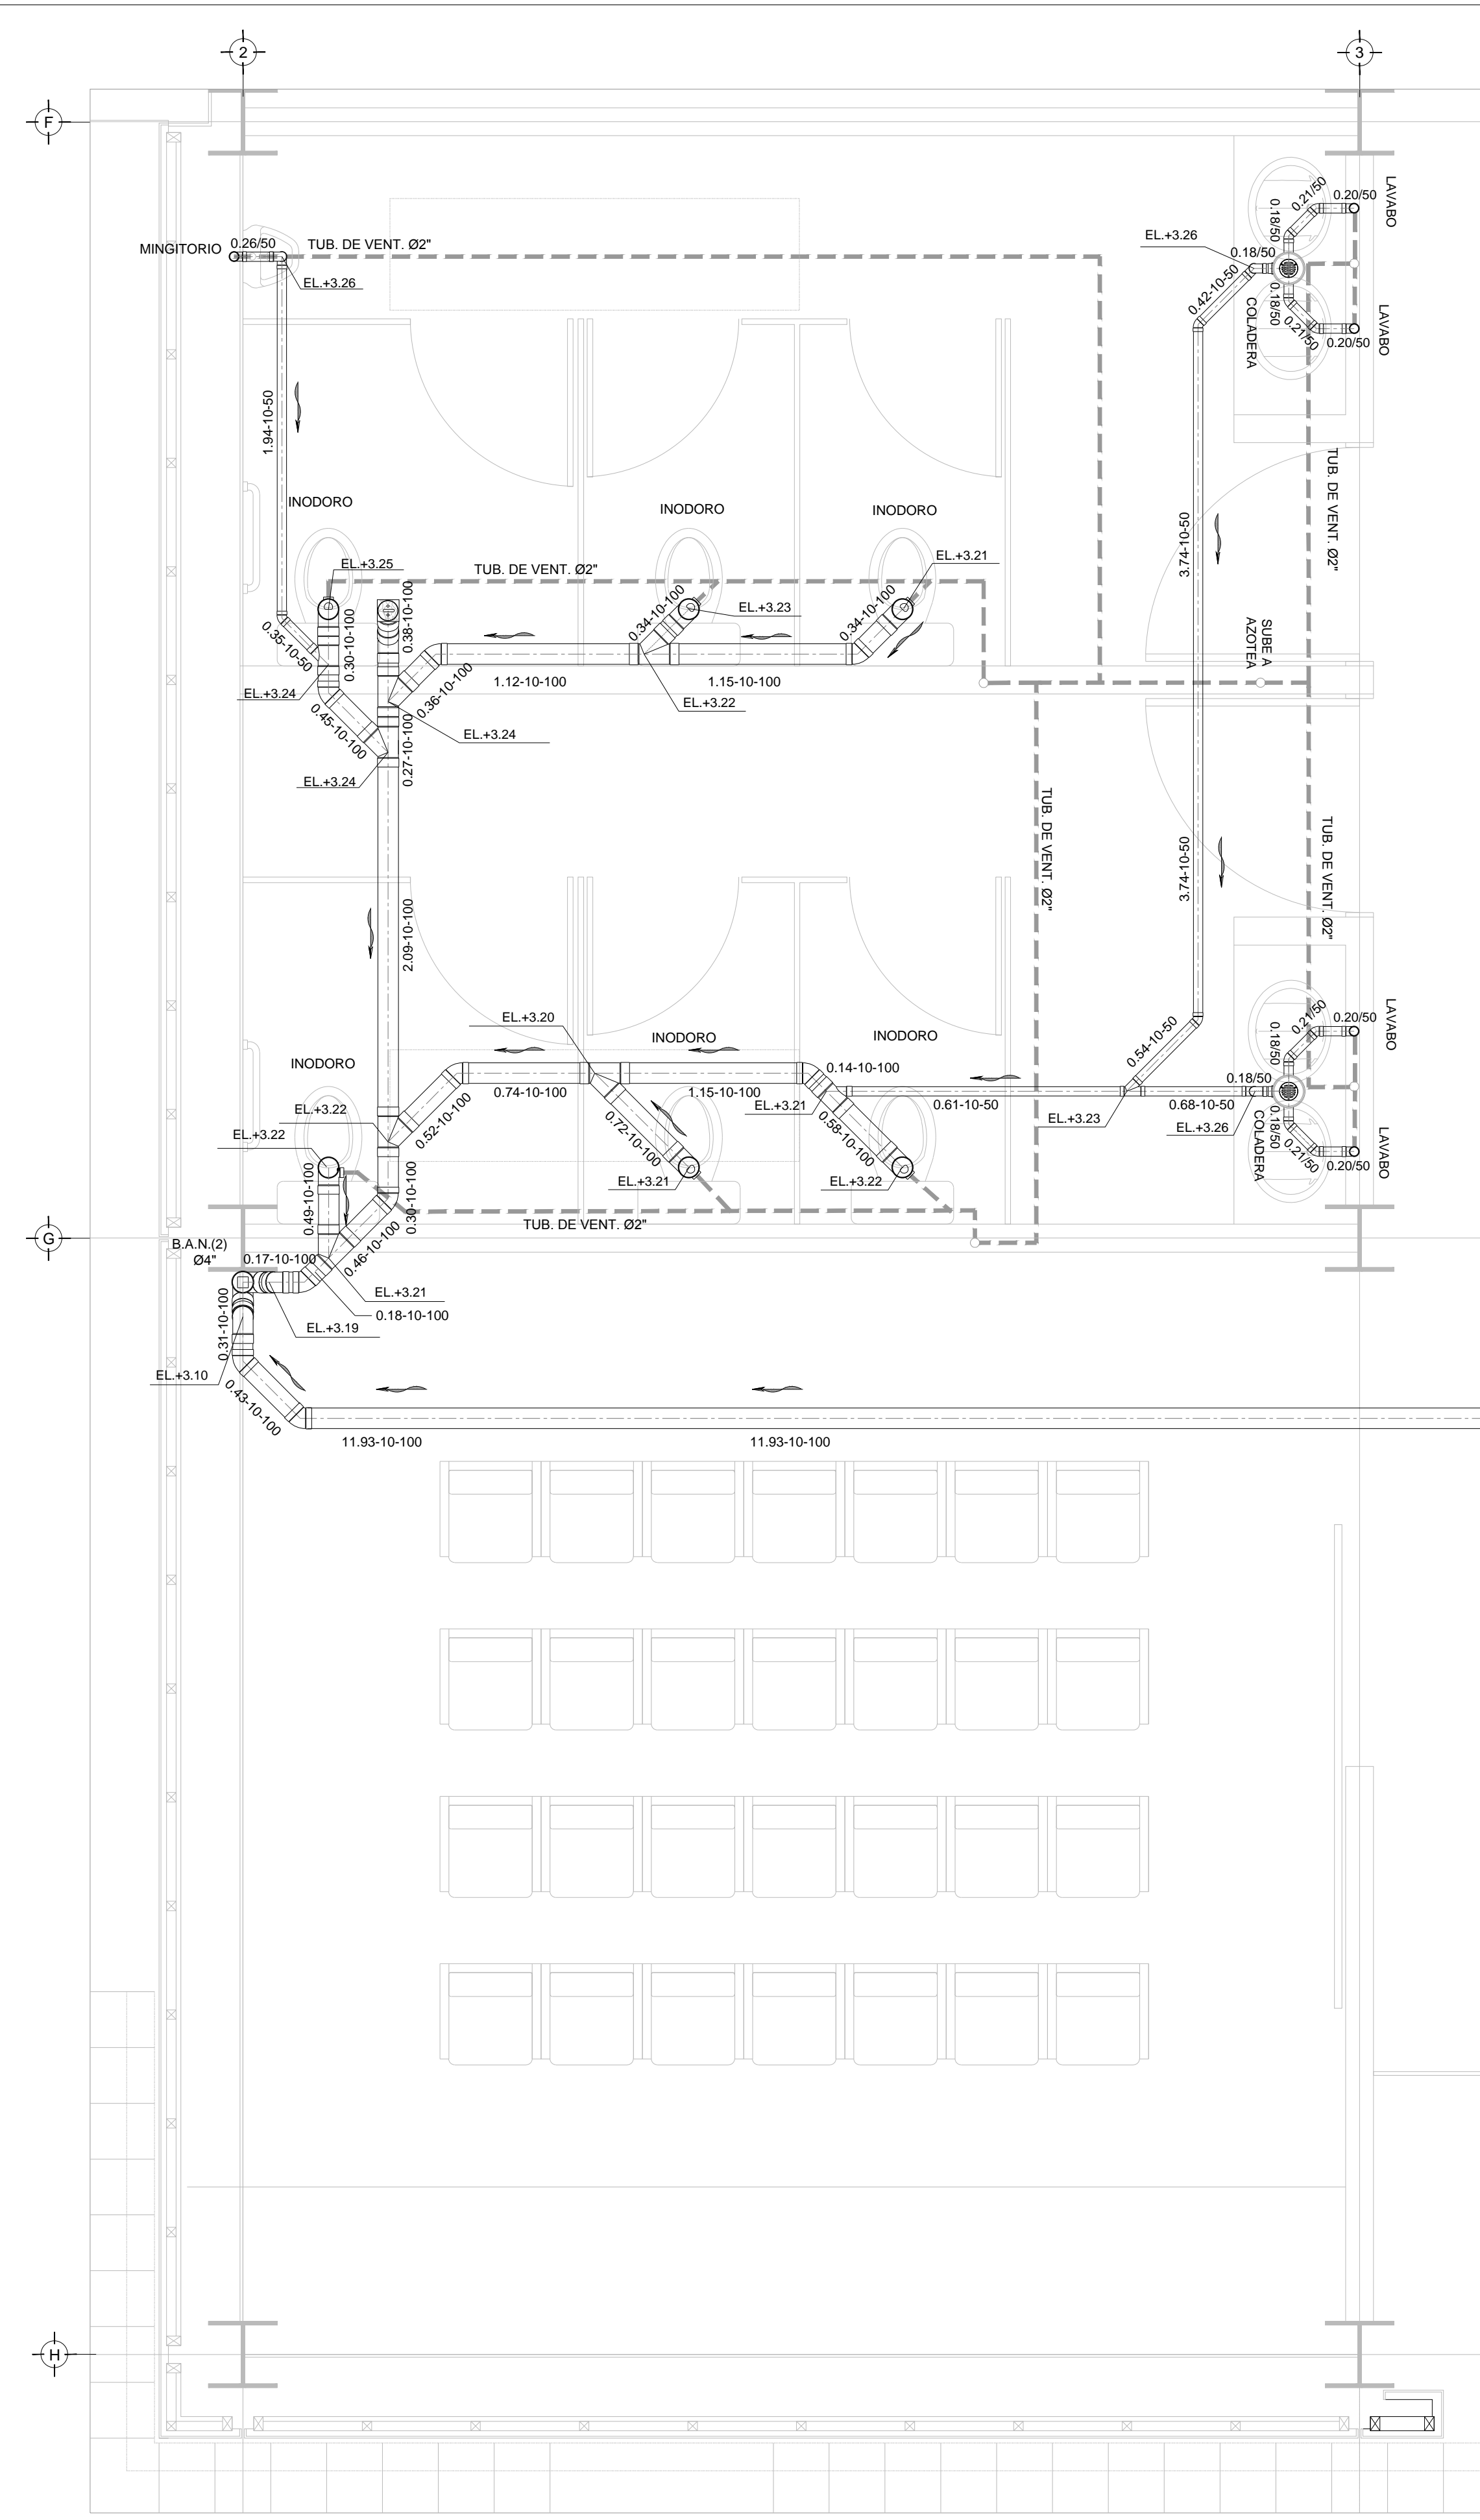 2
3
F
MINGITORIO
0.26/50
TUB. DE VENT. Ø2"
EL.+3.26
EL.+3.26
0.18/50
0.18/50
0.21/50
0.20/50
LAVABO
0.42-10-50
0.18/50
0.21/50
0.20/50
LAVABO
COLADERA
1.94-10-50
INODORO
INODORO
INODORO
TUB. DE VENT. Ø2"
3.74-10-50
EL.+3.25
TUB. DE VENT. Ø2"
EL.+3.21
EL.+3.23
0.38-10-100
0.34-10-100
0.34-10-100
0.35-10-50
0.30-10-100
SUBE A
AZOTEA
EL.+3.24
0.45-10-100
0.36-10-100
1.12-10-100
1.15-10-100
EL.+3.22
EL.+3.24
0.27-10-100
EL.+3.24
TUB. DE VENT. Ø2"
3.74-10-50
TUB. DE VENT. Ø2"
2.09-10-100
EL.+3.20
INODORO
INODORO
INODORO
0.18/50
0.21/50
0.20/50
LAVABO
0.54-10-50
0.14-10-100
0.18/50
0.74-10-100
1.15-10-100
EL.+3.21
0.61-10-50
0.68-10-50
EL.+3.22
EL.+3.23
EL.+3.26
0.52-10-100
0.72-10-100
0.58-10-100
EL.+3.22
COLADERA
0.18/50
0.21/50
0.20/50
LAVABO
EL.+3.21
EL.+3.22
0.49-10-100
0.30-10-100
TUB. DE VENT. Ø2"
G
B.A.N.(2)
Ø4"
0.17-10-100
0.46-10-100
EL.+3.21
0.18-10-100
0.31-10-100
EL.+3.19
EL.+3.10
0.43-10-100
11.93-10-100
11.93-10-100
H